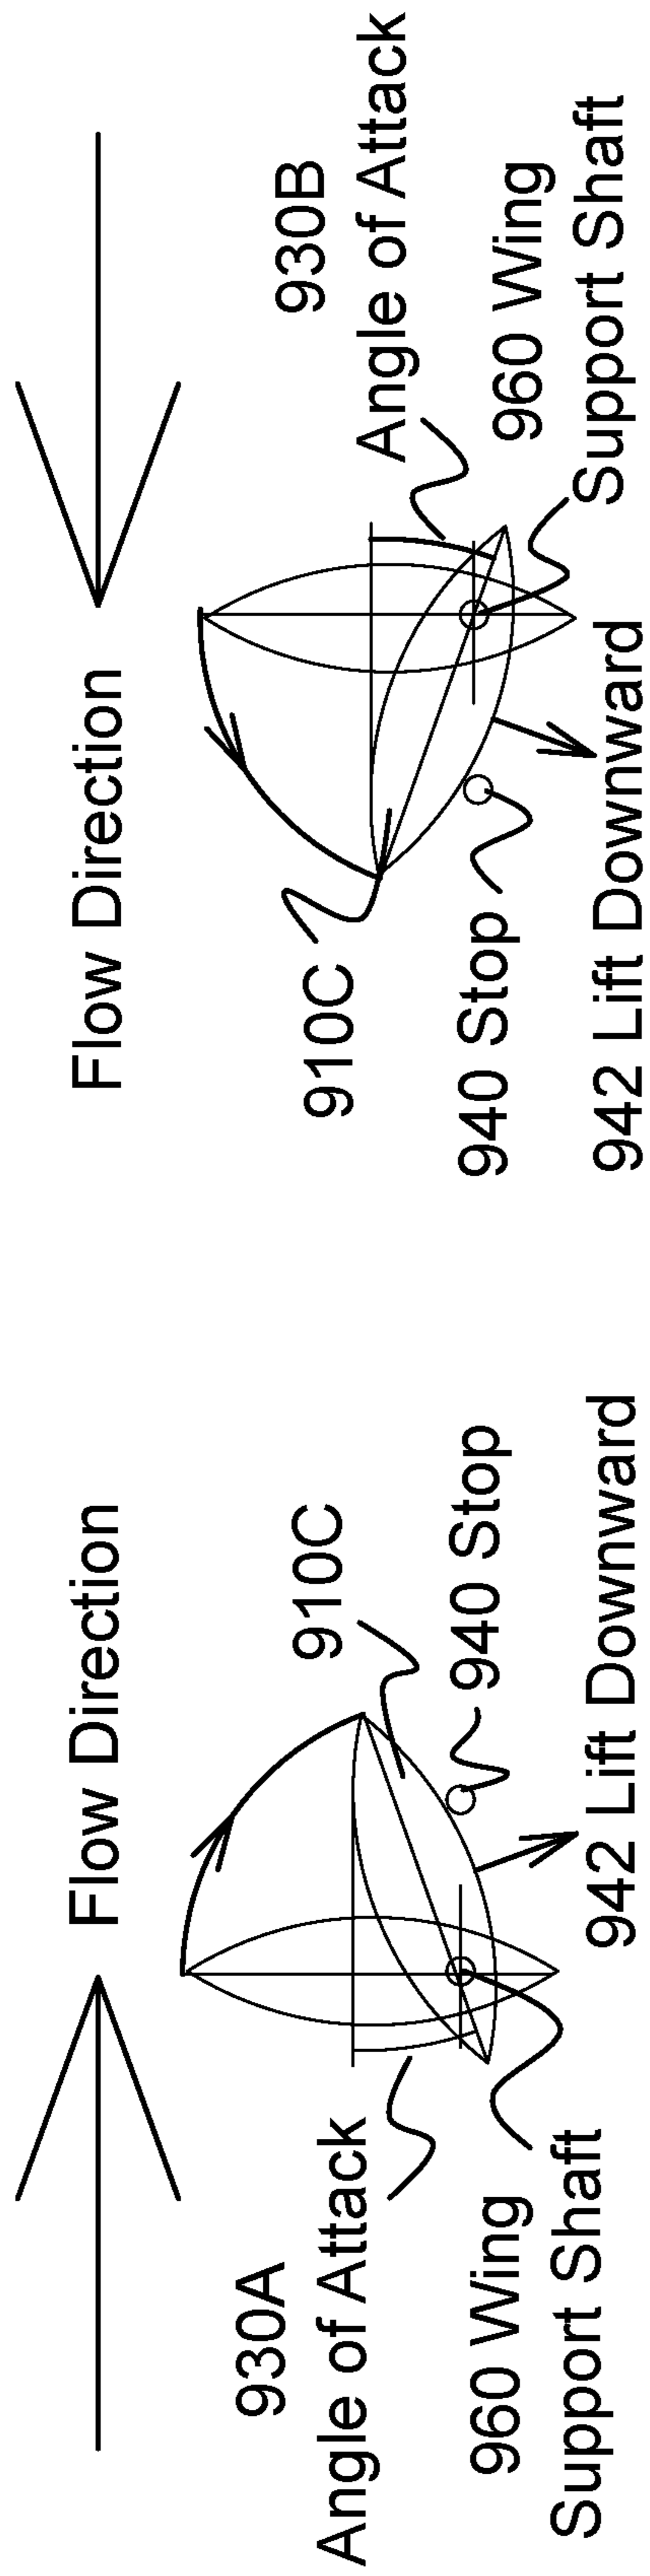 Flow Direction
930A
Angle of Attack
910C
940 Stop
960 Wing
Support Shaft
942 Lift Downward
Flow Direction
930B
Angle of Attack
910C
940 Stop
960 Wing
Support Shaft
942 Lift Downward